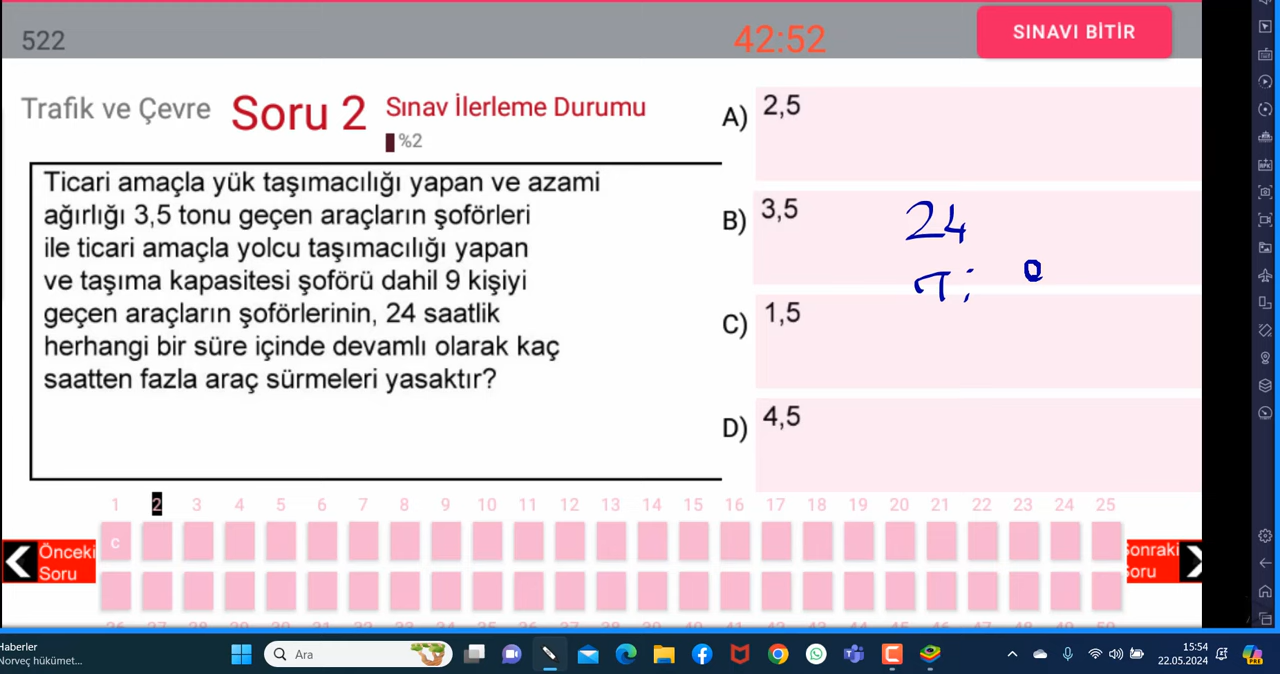 522
42:52
SINAVI BİTİR
Trafik ve Çevre
Soru 2
Sınav İlerleme Durumu
%2
Ticari amaçla yük taşımacılığı yapan ve azami
ağırlığı 3,5 tonu geçen araçların şoförleri
ile ticari amaçla yolcu taşımacılığı yapan
ve taşıma kapasitesi şoförü dahil 9 kişiyi
geçen araçların şoförlerinin, 24 saatlik
herhangi bir süre içinde devamlı olarak kaç
saatten fazla araç sürmeleri yasaktır?
A) 2,5
B) 3,5
24
C) 1,5
D) 4,5
1 2 3 4 5 6 7 8 9 10 11 12 13 14 15 16 17 18 19 20 21 22 23 24 25
C
Önceki
Soru
Sonraki
Soru
Haberler
Norveç hükümet...
Ara
15:54
22.05.2024
PRE